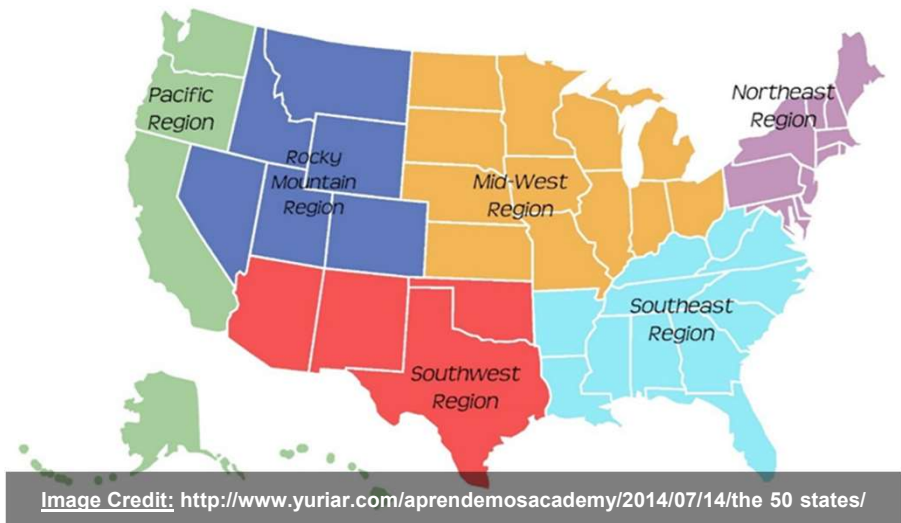 Pacific
Region
Rocky
Mountain
Region
Mid-West
Region
Northeast
Region
Southeast
Region
Southwest
Region
Image Credit: http://www.yuriar.com/aprendemosacademy/2014/07/14/the 50 states/